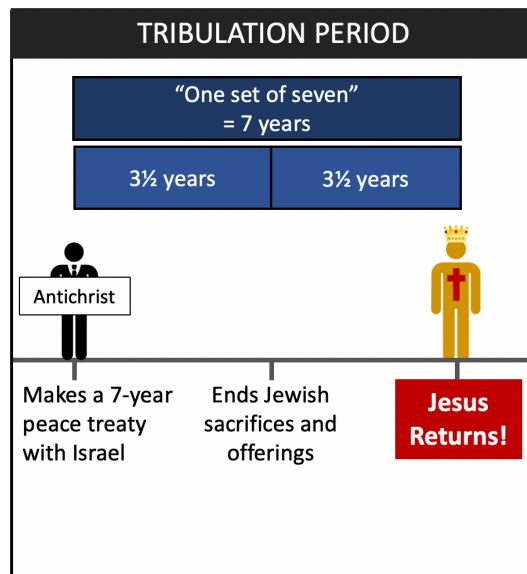 TRIBULATION PERIOD
“One set of seven”
= 7 years
3½ years
3½ years
Antichrist
Makes a 7-year
peace treaty
with Israel
Ends Jewish
sacrifices and
offerings
Jesus
Returns!